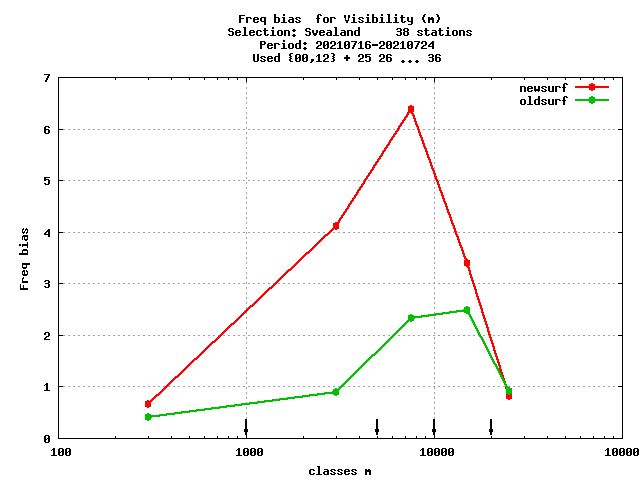 Freq bias  for Visibility (m)
Selection: Svealand     38 stations
Period: 20210716-20210724
Used {00,12} + 25 26 ... 36
newsurf
oldsurf
7
6
5
4
3
2
1
0
Freq bias
100
1000
10000
10000
classes m